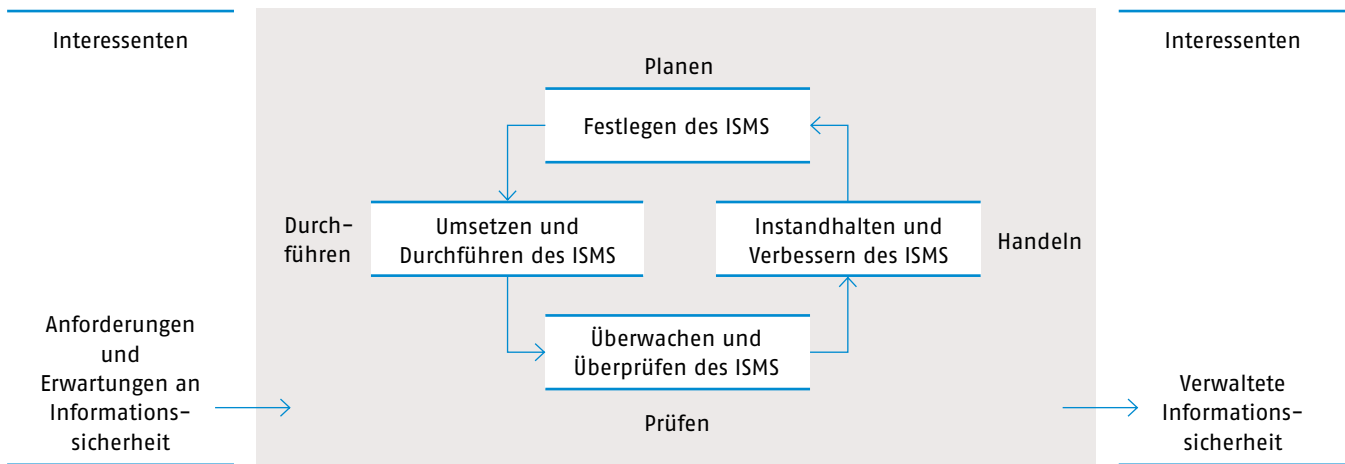 Interessenten
Interessenten
Planen
Festlegen des ISMS
Durch-
führen
Umsetzen und
Durchführen des ISMS
Instandhalten und
Verbessern des ISMS
Handeln
Überwachen und
Überprüfen des ISMS
Prüfen
Anforderungen
und
Erwartungen an
Informations-
sicherheit
Verwaltete
Informations-
sicherheit